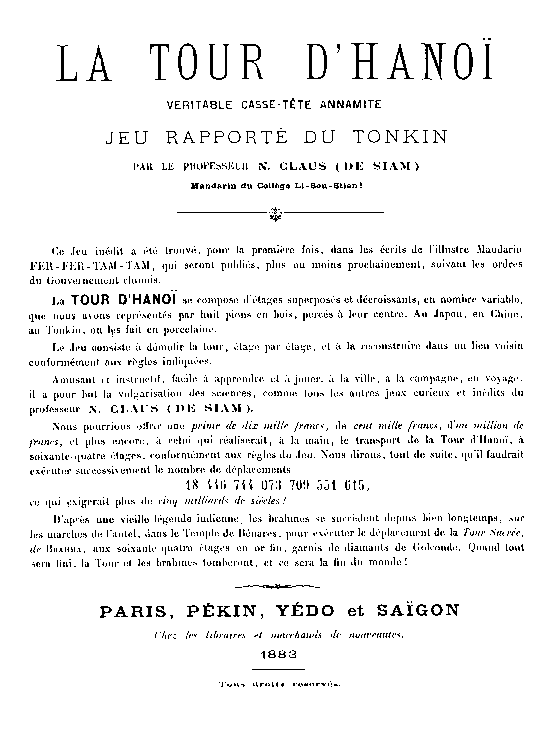 LA TOUR D'HANOÏ
VERITABLE CASSE-TÊTE ANNAMITE
JEU RAPPORTÉ DU TONKIN
PAR LE PROFESSEUR N. CLAUS (DE SIAM)
Mandarin du Collège Li-Sou-Stian!
Ce Jeu inédit a été trouvé, pour la première fois, dans les écrits de l'illustre Mandarin
FER-FER-TAM-TAM, qui seront publiés, plus ou moins prochainement, suivant les ordres
du Gouvernement chinois.
La TOUR D'HANOÏ se compose d'étages superposés et décroissants, en nombre variable,
que nous avons représentés par huit pions en bois, percés à leur centre. Au Japon, en Chine,
au Tonkin, on les fait en porcelaine.
Le Jeu consiste à démolir la tour, étage par étage, et à la reconstruire dans un lieu voisin
conformément aux règles indiquées.
Amusant et instructif, facile à apprendre et à jouer, à la ville, à la campagne, en voyage,
il a pour but la vulgarisation des sciences, comme tous les autres jeux curieux et inédits du
professeur N. CLAUS (DE SIAM).
Nous pourrions offrir une prime de dix mille francs, de cent mille francs, d'un million de
francs, et plus encore, à celui qui réaliserait, à la main, le transport de la Tour d'Hanoï, à
soixante-quatre étages, conformément aux règles du Jeu. Nous dirons, tout de suite, qu'il faudrait
exécuter successivement le nombre de déplacements
18 446 744 073 709 551 615,
ce qui exigerait plus de cinq milliards de siècles!
D'après une vieille légende indienne, les brahmes se succèdent depuis bien longtemps, sur
les marches de l'autel, dans le Temple de Bénarès, pour exécuter le déplacement de la Tour Sacrée,
de BRAHMA, aux soixante-quatre étages en or fin, garnis de diamants de Golconde. Quand tout
sera fini, la Tour et les brahmes tomberont, et ce sera la fin du monde!
PARIS, PÉKIN, YÉDO et SAÏGON
Chez les libraires et marchands de nouveautés.
1883
Tous droits réservés.